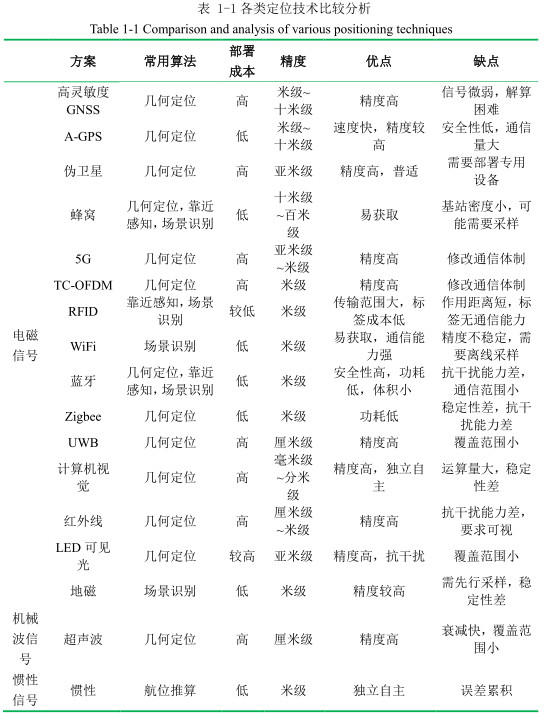 表 1-1 各类定位技术比较分析
Table 1-1 Comparison and analysis of various positioning techniques
方案 常用算法 部署成本 精度 优点 缺点
电磁信号
高灵敏度GNSS 几何定位 高 米级~十米级 精度高 信号微弱，解算困难
A-GPS 几何定位 低 米级~十米级 速度快，精度较高 安全性低，通信量大
伪卫星 几何定位 高 亚米级 精度高，普适 需要部署专用设备
蜂窝 几何定位，靠近感知，场景识别 低 十米级~百米级 易获取 基站密度小，可能需要采样
5G 几何定位 高 亚米级~米级 精度高 修改通信体制
TC-OFDM 几何定位 高 米级 精度高 修改通信体制
RFID 靠近感知，场景识别 较低 米级 传输范围大，标签成本低 作用距离短，标签无通信能力
WiFi 场景识别 低 米级 易获取，通信能力强 精度不稳定，需要离线采样
蓝牙 几何定位，靠近感知，场景识别 低 米级 安全性高，功耗低，体积小 抗干扰能力差，通信范围小
Zigbee 几何定位 低 米级 功耗低 稳定性差，抗干扰能力差
UWB 几何定位 高 厘米级 精度高 覆盖范围小
计算机视觉 几何定位 高 毫米级~分米级 精度高，独立自主 运算量大，稳定性差
红外线 几何定位 高 厘米级~米级 精度高 抗干扰能力差，要求可视
LED 可见光 几何定位 较高 亚米级 精度高，抗干扰 覆盖范围小
地磁 场景识别 低 米级 精度较高 需先行采样，稳定性差
机械波信号 超声波 几何定位 高 厘米级 精度高 衰减快，覆盖范围小
惯性信号 惯性 航位推算 低 米级 独立自主 误差累积